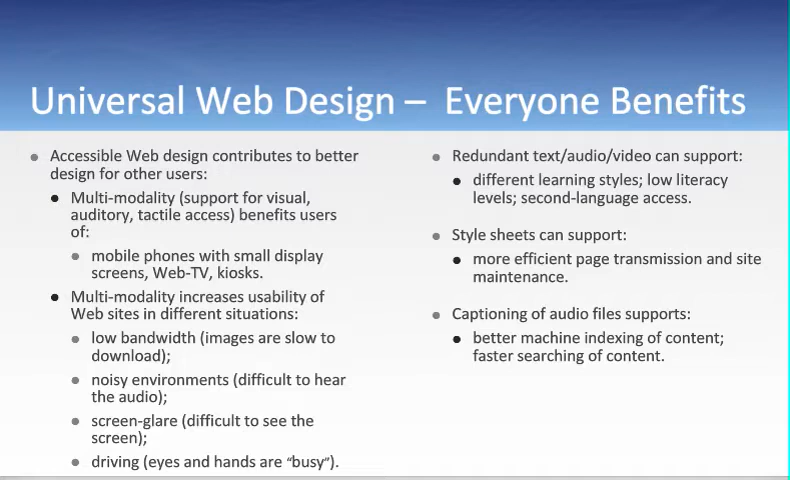 Universal Web Design – Everyone Benefits
Accessible Web design contributes to better
design for other users:
Multi-modality (support for visual,
auditory, tactile access) benefits users
of:
mobile phones with small display
screens, Web-TV, kiosks.
Multi-modality increases usability of
Web sites in different situations:
low bandwidth (images are slow to
download);
noisy environments (difficult to hear
the audio);
screen-glare (difficult to see the
screen);
driving (eyes and hands are “busy”).
Redundant text/audio/video can support:
different learning styles; low literacy
levels; second-language access.
Style sheets can support:
more efficient page transmission and site
maintenance.
Captioning of audio files supports:
better machine indexing of content;
faster searching of content.